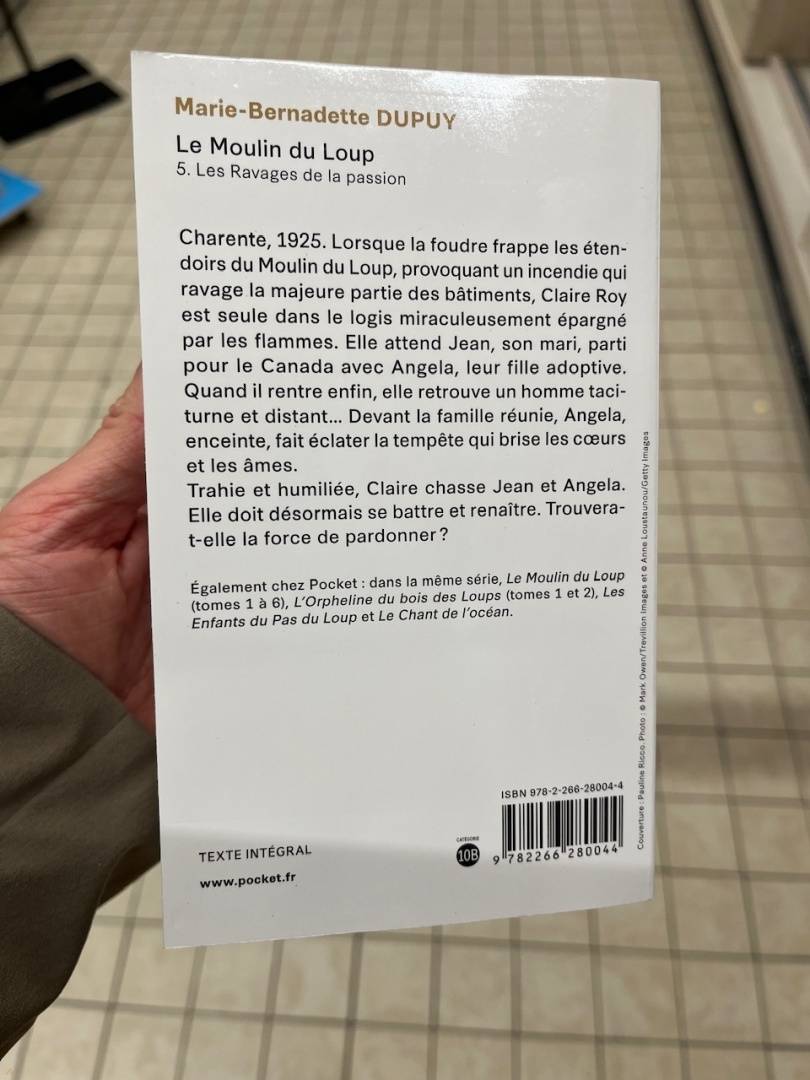 Marie-Bernadette DUPUY
Le Moulin du Loup
5. Les Ravages de la passion
Charente, 1925. Lorsque la foudre frappe les éten-
doirs du Moulin du Loup, provoquant un incendie qui
ravage la majeure partie des bâtiments, Claire Roy
est seule dans le logis miraculeusement épargné
par les flammes. Elle attend Jean, son mari, parti
pour le Canada avec Angela, leur fille adoptive.
Quand il rentre enfin, elle retrouve un homme taci-
turne et distant... Devant la famille réunie, Angela,
enceinte, fait éclater la tempête qui brise les cœurs
et les âmes.
Trahie et humiliée, Claire chasse Jean et Angela.
Elle doit désormais se battre et renaître. Trouvera-
t-elle la force de pardonner ?
Également chez Pocket : dans la même série, Le Moulin du Loup
(tomes 1 à 6), L'Orpheline du bois des Loups (tomes 1 et 2), Les
Enfants du Pas du Loup et Le Chant de l'océan.
Couverture : Pauline Ricco. Photo : © Mark Owen/Trevillion Images et © Anne Loustaunou/Getty Images
ISBN 978-2-266-28004-4
CATÉGORIE
10B
9 782266 280044
TEXTE INTÉGRAL
www.pocket.fr